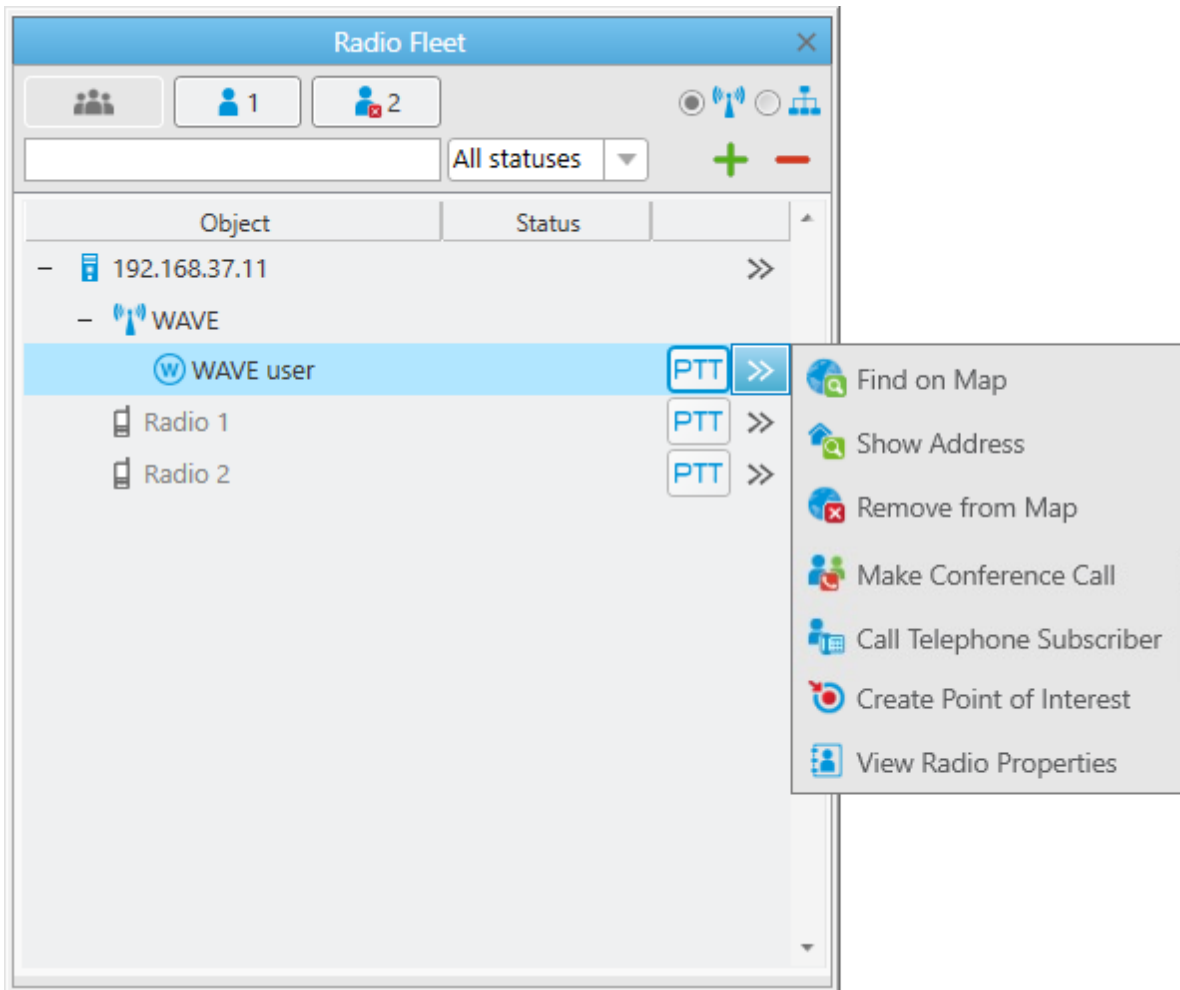 Radio Fleet
1
2
All statuses
Object Status
192.168.37.11
WAVE
W WAVE user PTT
Radio 1 PTT
Radio 2 PTT
Find on Map
Show Address
Remove from Map
Make Conference Call
Call Telephone Subscriber
Create Point of Interest
View Radio Properties